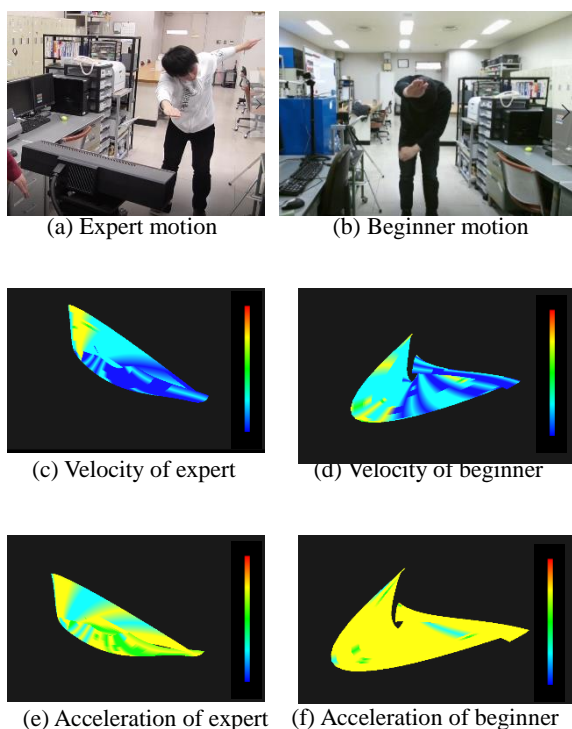 (a) Expert motion
(b) Beginner motion
(c) Velocity of expert
(d) Velocity of beginner
(e) Acceleration of expert
(f) Acceleration of beginner